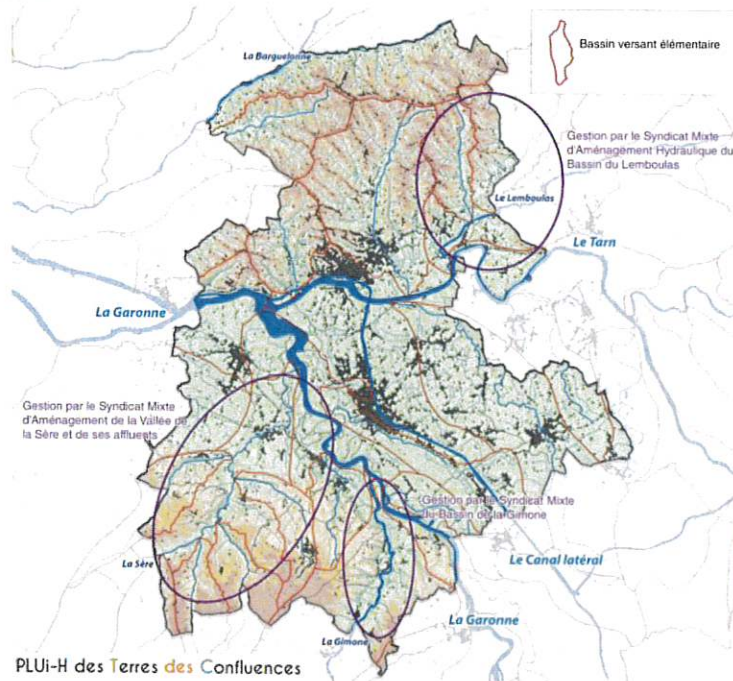 La Barguelonne
Bassin versant élémentaire
Gestion par le Syndicat Mixte
d'Aménagement Hydraulique du
Bassin du Lemboulas
Le Lemboulas
Le Tarn
La Garonne
Gestion par le Syndicat Mixte
d'Aménagement de la Vallée de
la Sère et de ses affluents
Gestion par le Syndicat Mixte
du Bassin de la Gimone
La Sère
Le Canal latéral
La Garonne
La Gimone
PLUi-H des Terres des Confluences